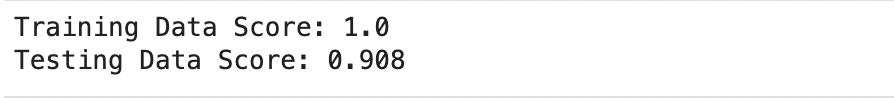 Training Data Score: 1.0
Testing Data Score: 0.908